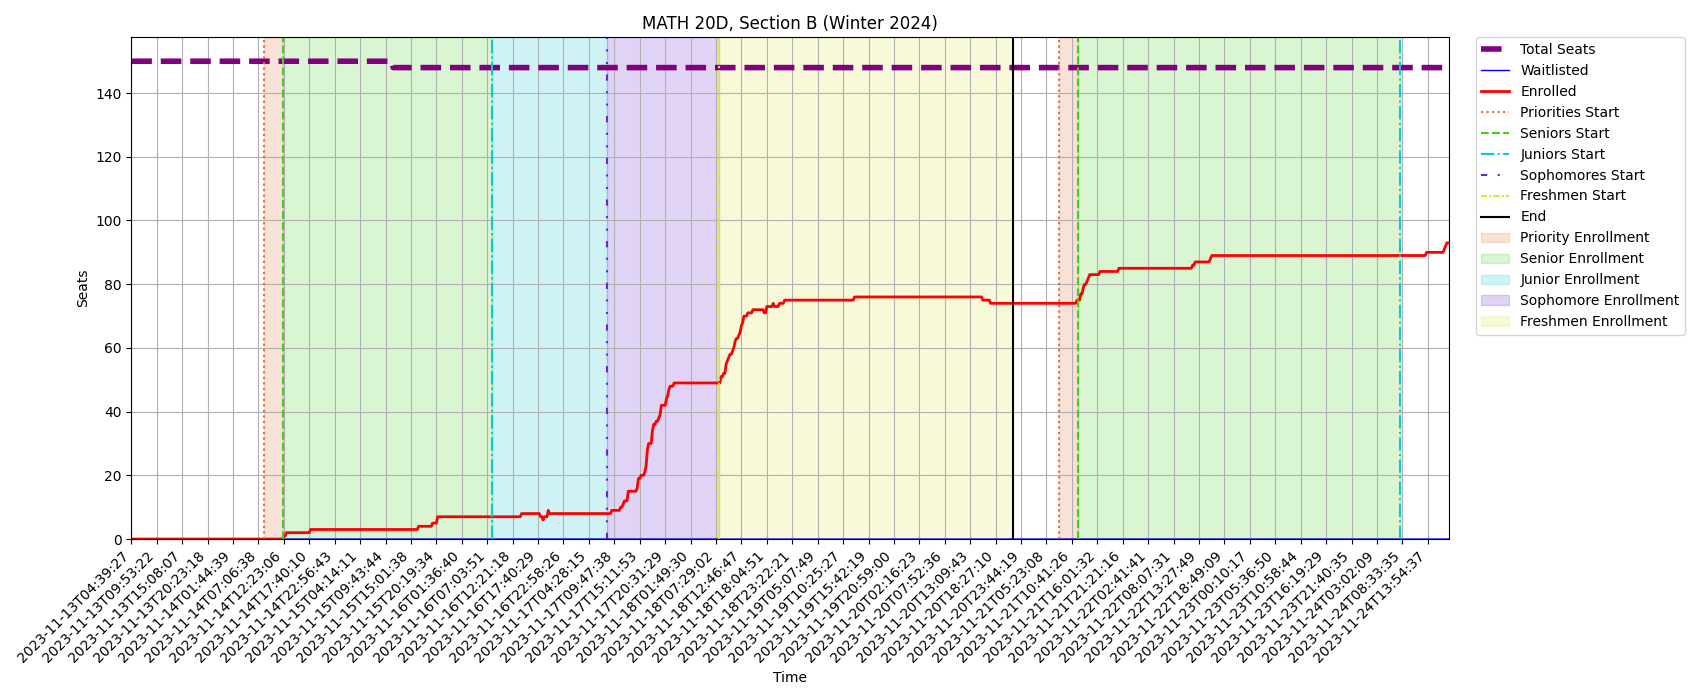 MATH 20D, Section B (Winter 2024)
Seats
140
120
100
80
60
40
20
0
2023-11-13T04:39:27
2023-11-13T09:53:22
2023-11-13T15:08:07
2023-11-13T20:23:18
2023-11-14T01:44:39
2023-11-14T07:06:38
2023-11-14T12:23:06
2023-11-14T17:40:10
2023-11-14T22:56:43
2023-11-15T04:14:11
2023-11-15T09:43:44
2023-11-15T15:01:38
2023-11-15T20:19:34
2023-11-16T01:36:40
2023-11-16T07:03:51
2023-11-16T12:21:18
2023-11-16T17:40:29
2023-11-16T22:58:26
2023-11-17T04:28:15
2023-11-17T09:47:38
2023-11-17T15:11:53
2023-11-17T20:31:29
2023-11-18T01:49:30
2023-11-18T07:29:02
2023-11-18T12:46:47
2023-11-18T18:04:51
2023-11-18T23:22:21
2023-11-19T05:07:49
2023-11-19T10:25:27
2023-11-19T15:42:19
2023-11-19T20:59:00
2023-11-20T02:16:23
2023-11-20T07:52:36
2023-11-20T13:09:43
2023-11-20T18:27:10
2023-11-20T23:44:19
2023-11-21T05:23:08
2023-11-21T10:41:26
2023-11-21T16:01:32
2023-11-21T21:21:16
2023-11-22T02:41:41
2023-11-22T08:07:31
2023-11-22T13:27:49
2023-11-22T18:49:09
2023-11-23T00:10:17
2023-11-23T05:36:50
2023-11-23T10:58:44
2023-11-23T16:19:29
2023-11-23T21:40:35
2023-11-24T03:02:09
2023-11-24T08:33:35
2023-11-24T13:54:37
Time
Total Seats
Waitlisted
Enrolled
Priorities Start
Seniors Start
Juniors Start
Sophomores Start
Freshmen Start
End
Priority Enrollment
Senior Enrollment
Junior Enrollment
Sophomore Enrollment
Freshmen Enrollment